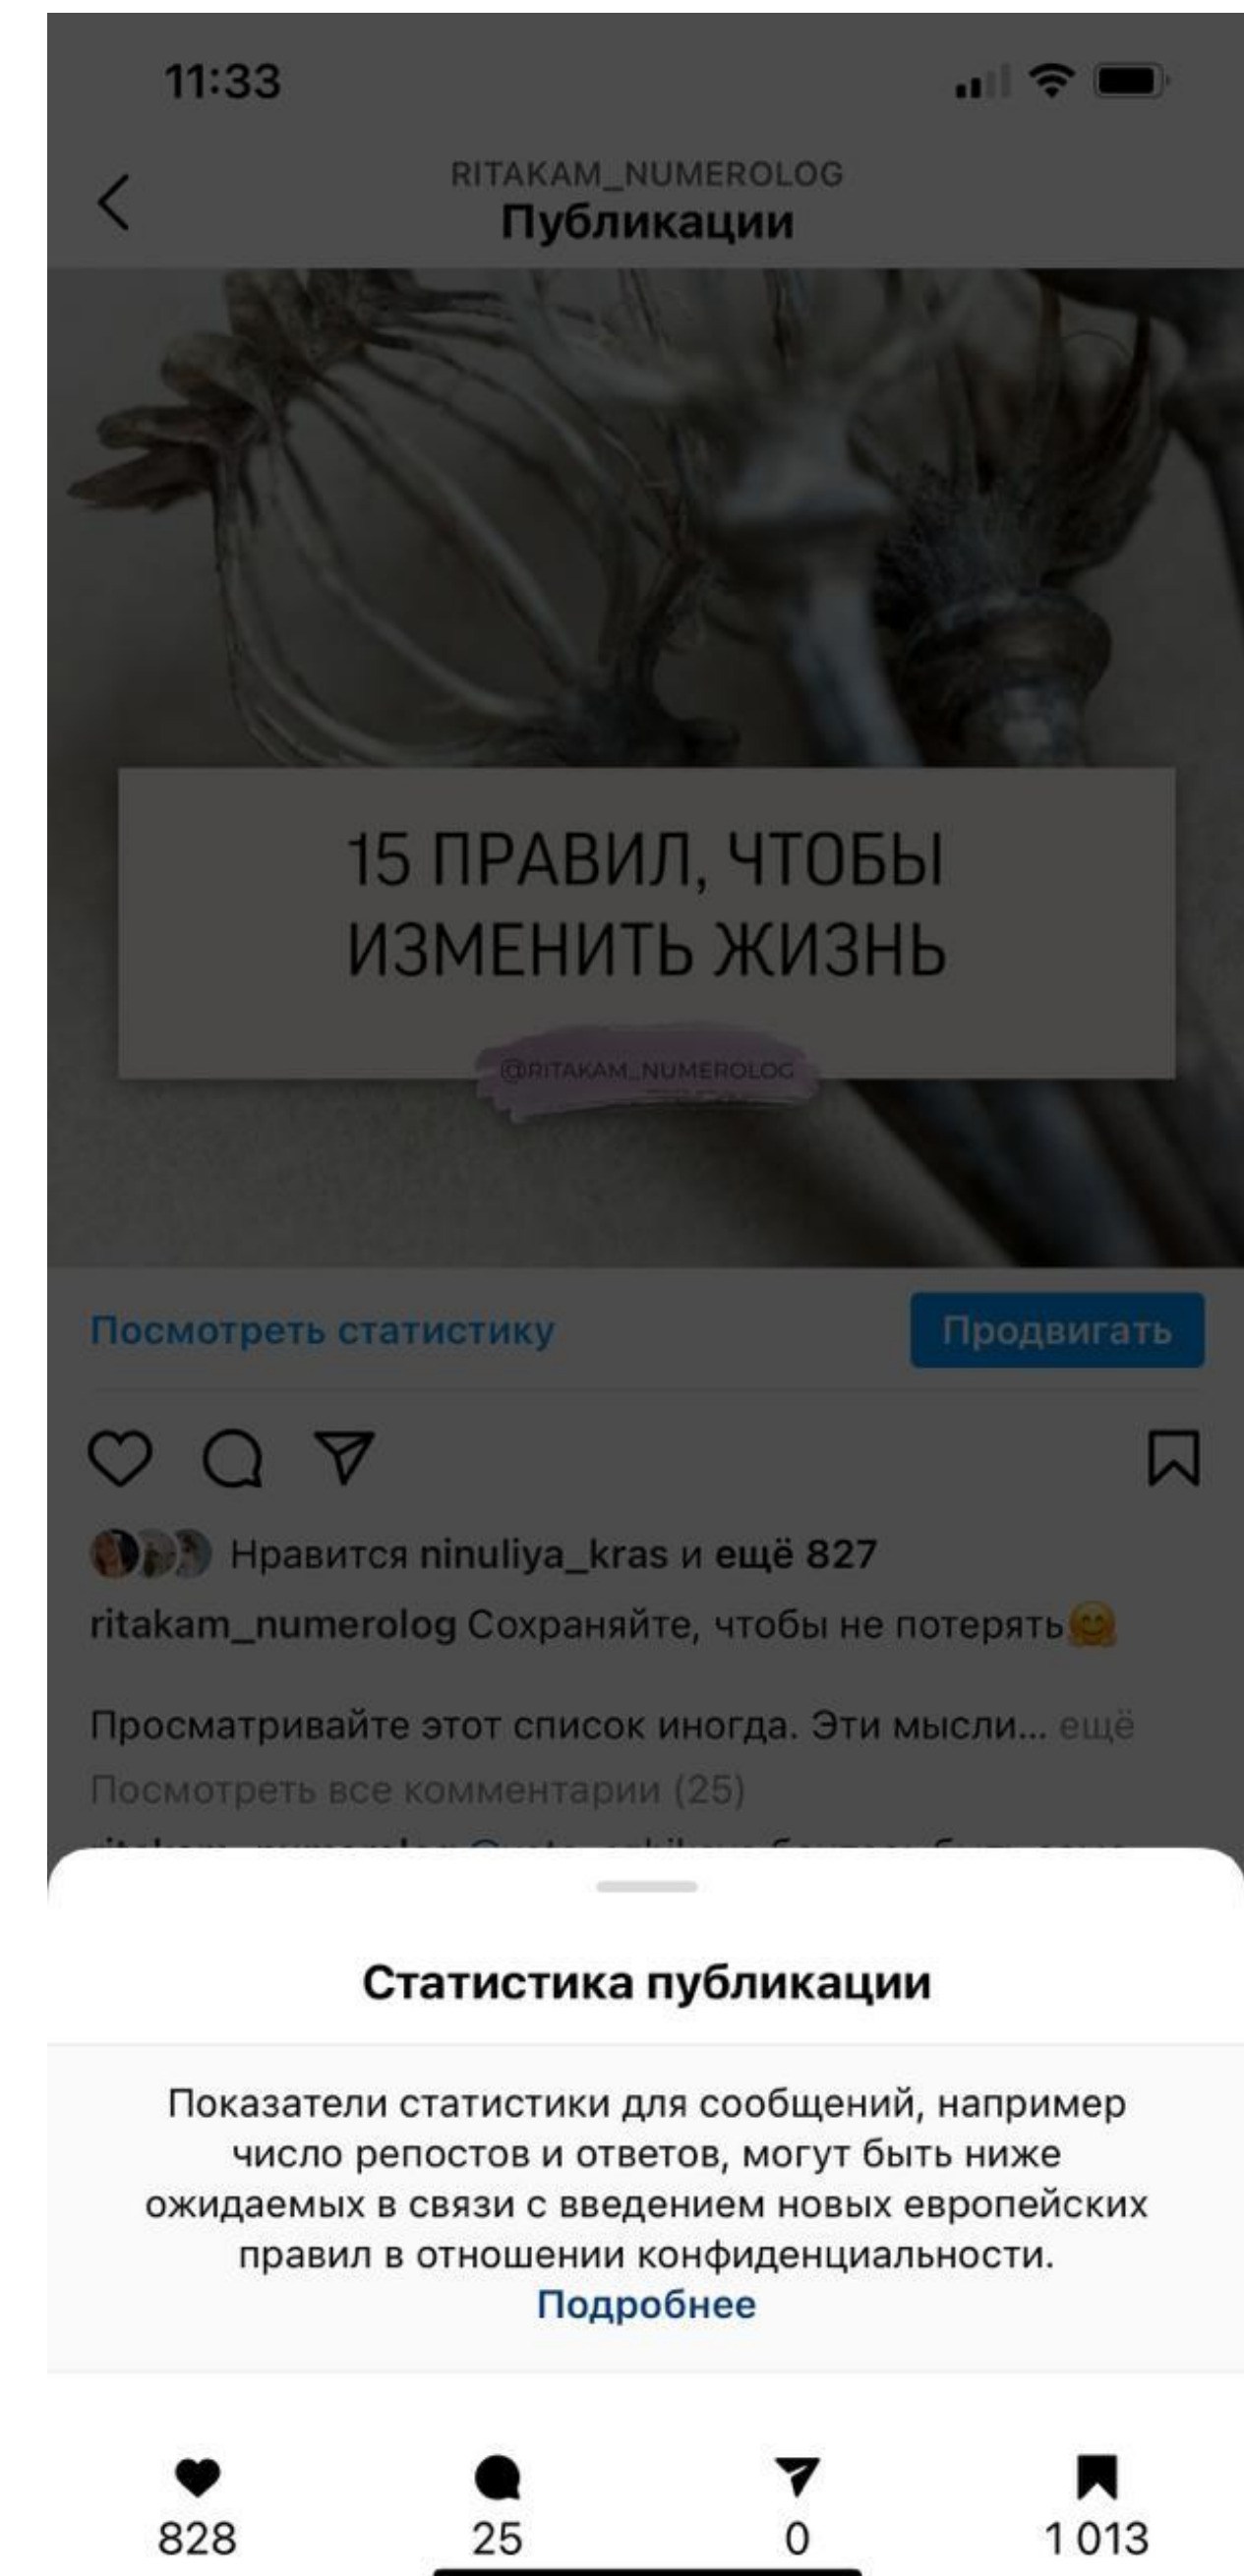 11:33
RITAKAM_NUMEROLOG
Публикации
15 ПРАВИЛ, ЧТОБЫ
ИЗМЕНИТЬ ЖИЗНЬ
@RITAKAM_NUMEROLOG
Посмотреть статистику
Продвигать
Нравится ninuliya_kras и ещё 827
ritakam_numerolog Сохраняйте, чтобы не потерять🤗
Просматривайте этот список иногда. Эти мысли... ещё
Посмотреть все комментарии (25)
Статистика публикации
Показатели статистики для сообщений, например
число репостов и ответов, могут быть ниже
ожидаемых в связи с введением новых европейских
правил в отношении конфиденциальности.
Подробнее
828
25
0
1 013